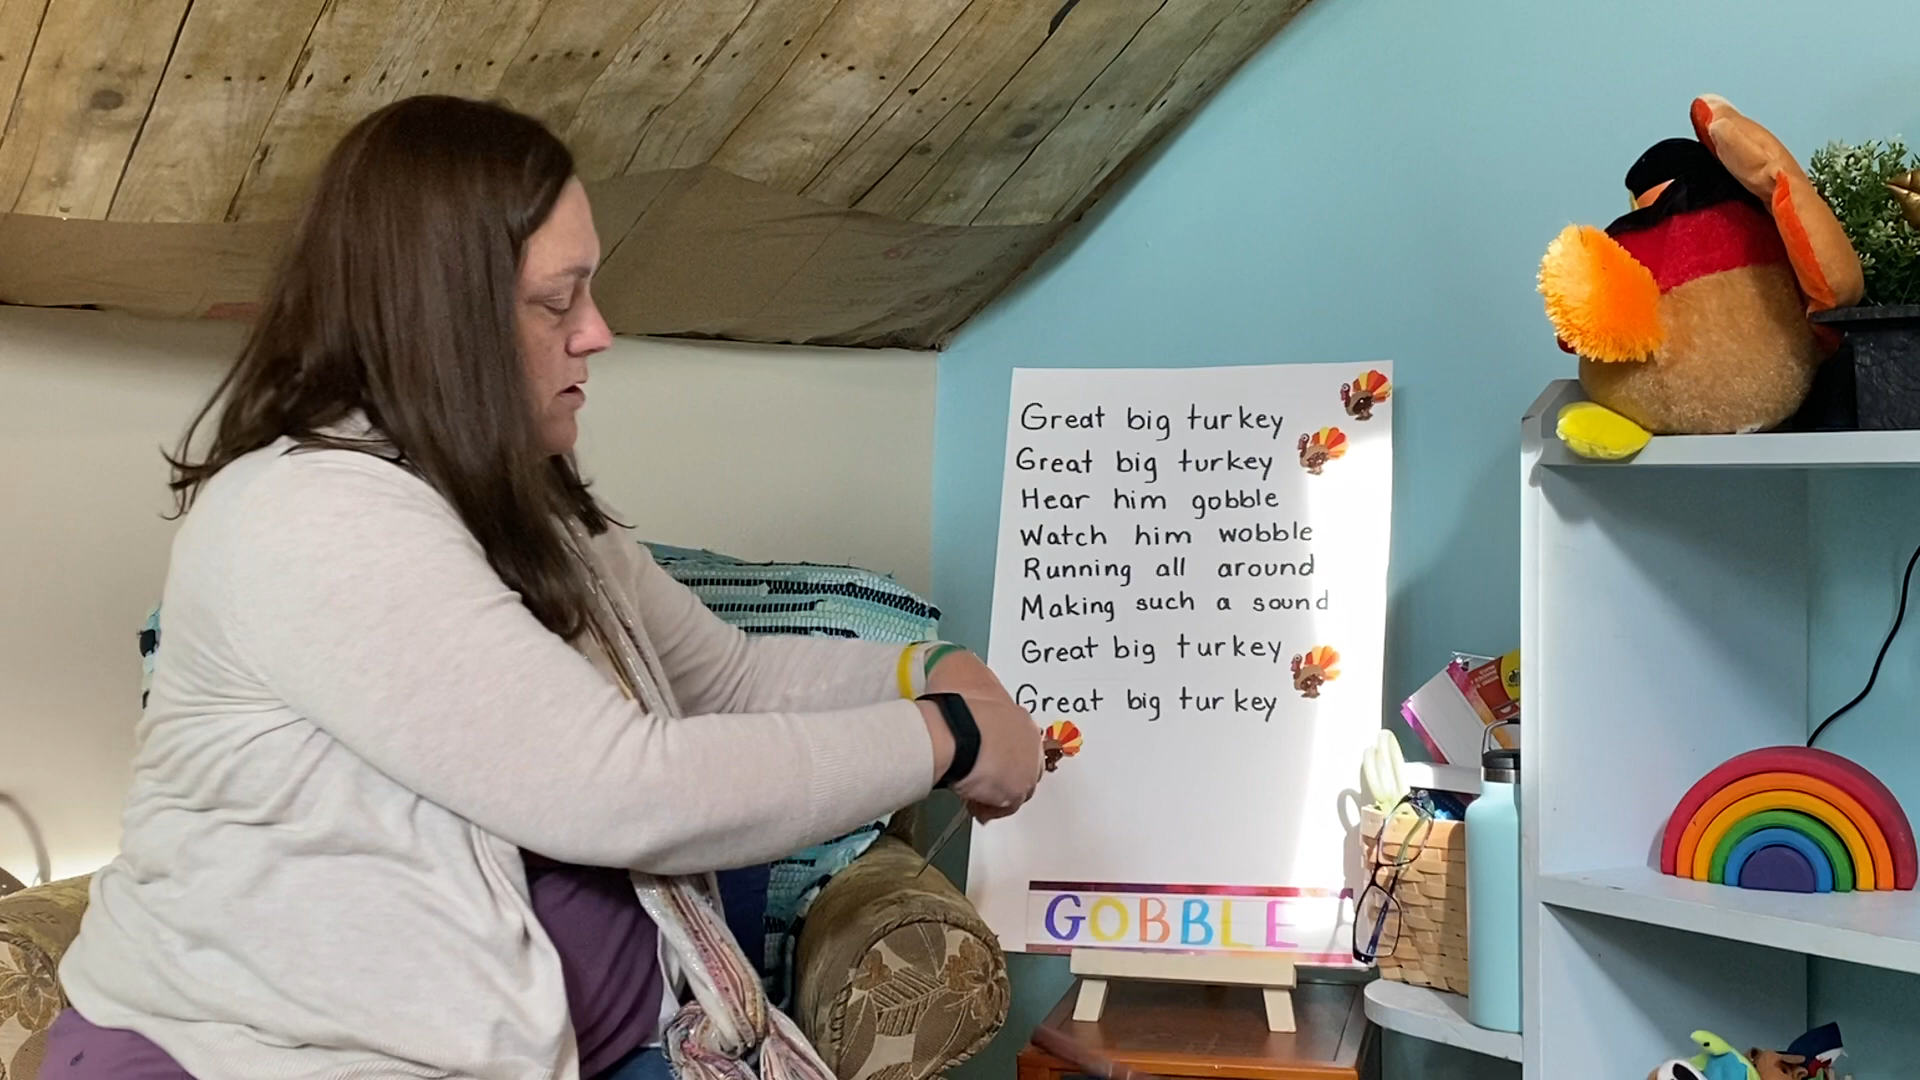 Great big turkey
Great big turkey
Hear him gobble
Watch him wobble
Running all around
Making such a sound
Great big turkey
Great big turkey
GOBBLE